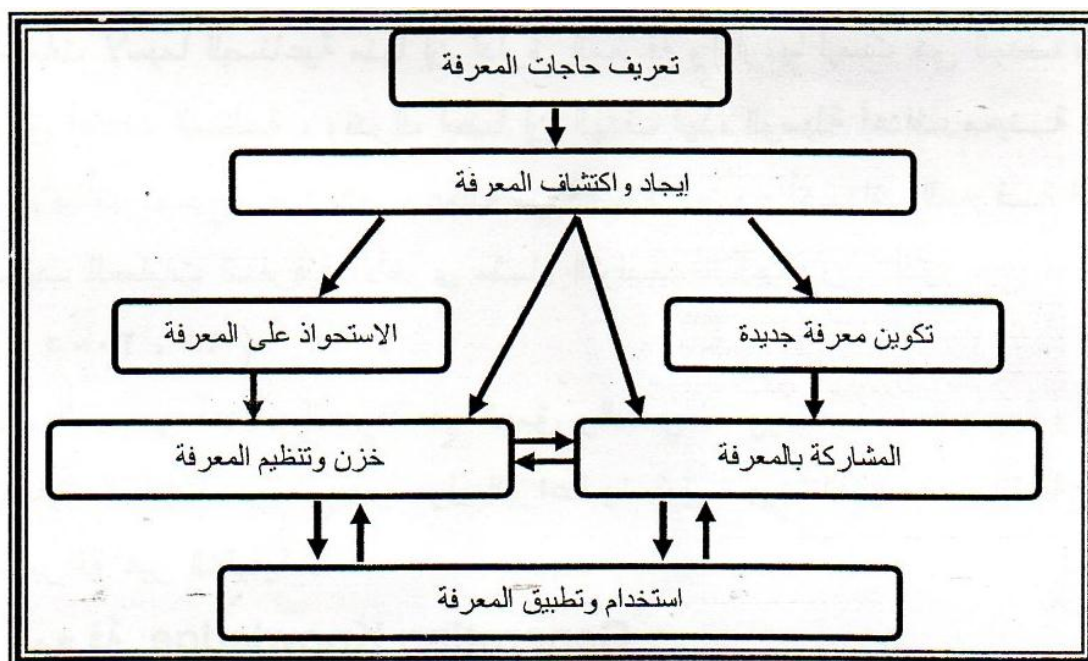 تعريف حاجات المعرفة
إيجاد واكتشاف المعرفة
تكوين معرفة جديدة
الاستحواذ على المعرفة
المشاركة بالمعرفة
خزن وتنظيم المعرفة
استخدام وتطبيق المعرفة